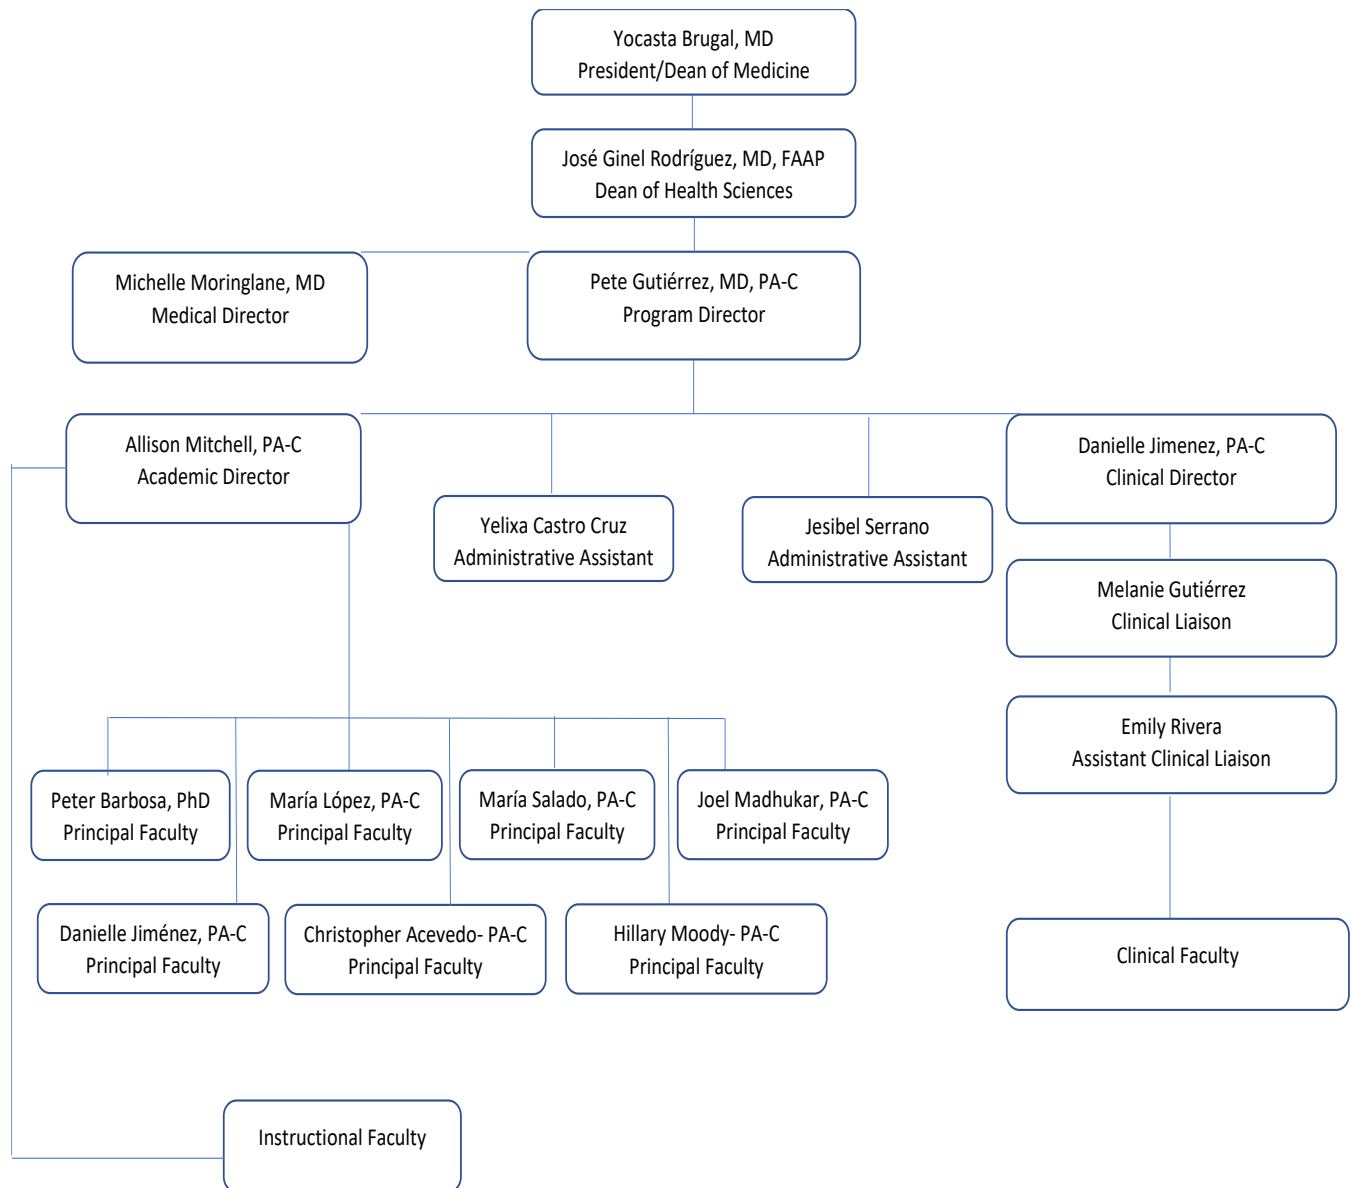 Yocasta Brugal, MD
President/Dean of Medicine
José Ginel Rodríguez, MD, FAAP
Dean of Health Sciences
Michelle Moringlane, MD
Medical Director
Pete Gutiérrez, MD, PA-C
Program Director
Allison Mitchell, PA-C
Academic Director
Yelixa Castro Cruz
Administrative Assistant
Jesibel Serrano
Administrative Assistant
Danielle Jimenez, PA-C
Clinical Director
Melanie Gutiérrez
Clinical Liaison
Emily Rivera
Assistant Clinical Liaison
Peter Barbosa, PhD
Principal Faculty
María López, PA-C
Principal Faculty
María Salado, PA-C
Principal Faculty
Joel Madhukar, PA-C
Principal Faculty
Danielle Jiménez, PA-C
Principal Faculty
Christopher Acevedo- PA-C
Principal Faculty
Hillary Moody- PA-C
Principal Faculty
Clinical Faculty
Instructional Faculty